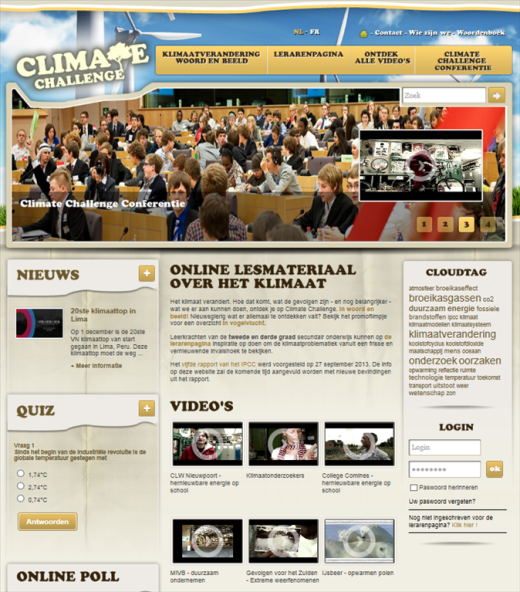 NL - FR
- Contact - Wie zijn we - Woordenboek
CLIMATE
CHALLENGE
KLIMAATVERANDERING
WOORD EN BEELD
LERARENPAGINA
ONTDEK
ALLE VIDEO'S
CLIMATE
CHALLENGE
CONFERENTIE
Zoek
Climate Challenge Conferentie
1 2 3 4
NIEUWS
20ste klimaattop in
Lima
Op 1 december is de 20ste
VN klimaattop van start
gegaan in Lima, Peru. Deze
klimaattop moet de weg ...
» Meer informatie
QUIZ
Vraag 1
Sinds het begin van de industriële revolutie is de
globale temperatuur gestegen met
1,74°C
2,74°C
0,74°C
Antwoorden
ONLINE POLL
ONLINE LESMATERIAAL
OVER HET KLIMAAT
Het klimaat verandert. Hoe dat komt, wat de gevolgen zijn - en nog belangrijker -
wat we er aan kunnen doen, ontdek je op Climate Challenge. In woord en
beeld! Nieuwsgierig wat er allemaal te ontdekken valt? Bekijk het promofilmpje
voor een overzicht in vogelvlucht.
Leerkrachten van de tweede en derde graad secundair onderwijs kunnen op de
lerarenpagina inspiratie op doen om de klimaatproblematiek vanuit een frisse en
vernieuwende invalshoek te bekijken.
Het vijfde rapport van het IPCC werd voorgesteld op 27 september 2013. De info
op deze website zal de komende tijd aangevuld worden met nieuwe bevindingen
uit het rapport.
VIDEO'S
CLW Nieuwpoort -
hernieuwbare energie op
school
Klimaatonderzoekers
College Comines -
hernieuwbare energie op
school
MIVB - duurzaam
ondernemen
Gevolgen voor de Zuiden
- Extreme weerfenomenen
IJsbeer - opwarmen polen
CLOUDTAG
atmosfeer broeikaseffect
broeikasgassen co2
duurzaam energie fossiele
brandstoffen ipcc klimaat
klimaatmodellen klimaatsysteem
klimaatverandering
koolstofcyclus koolstofdioxide
maatschappij mens oceaan
onderzoek oorzaken
opwarming reflectie ruimte
technologie temperatuur toekomst
transport uitstoot weer
wetenschap zon
LOGIN
Login
ok
Paswoord herinneren
Uw paswoord vergeten?
Nog niet ingeschreven voor de
lerarenpagina? Klik hier !